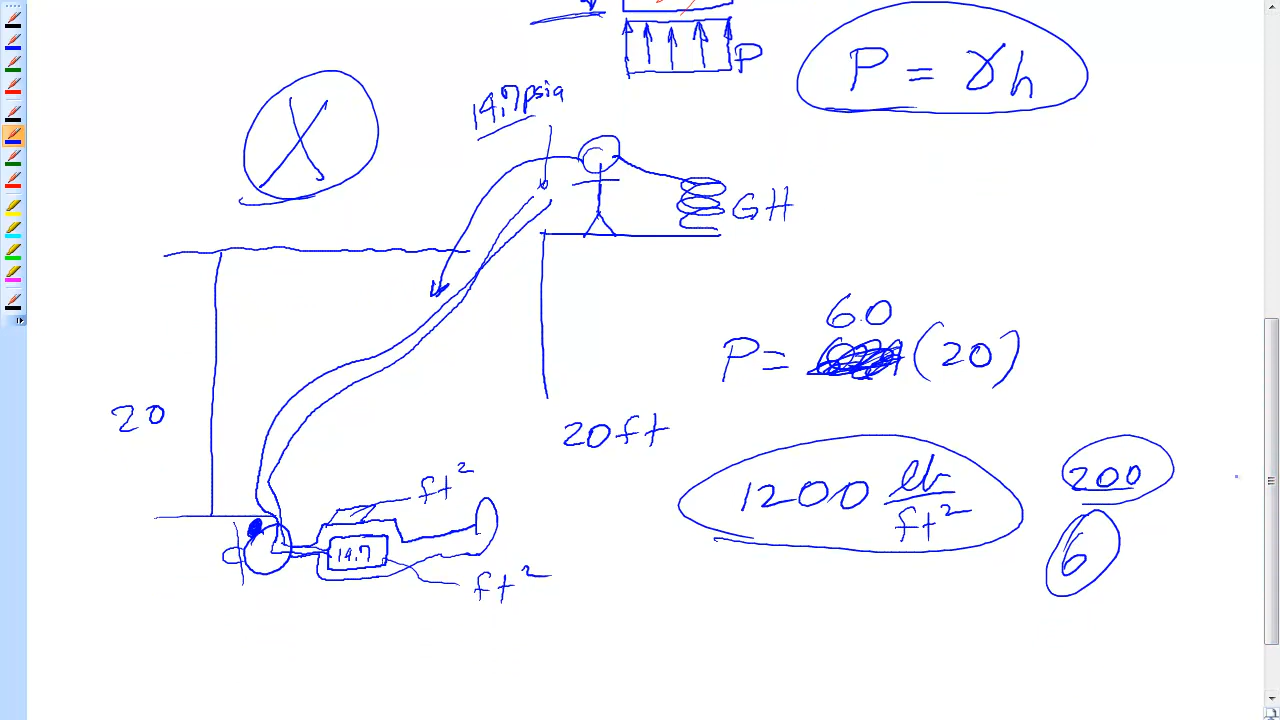 P
P = γh
14.7psia
X
GH
60
P = (20)
20
20ft
ft²
14.7
ft²
1200 lb/ft²
200
6